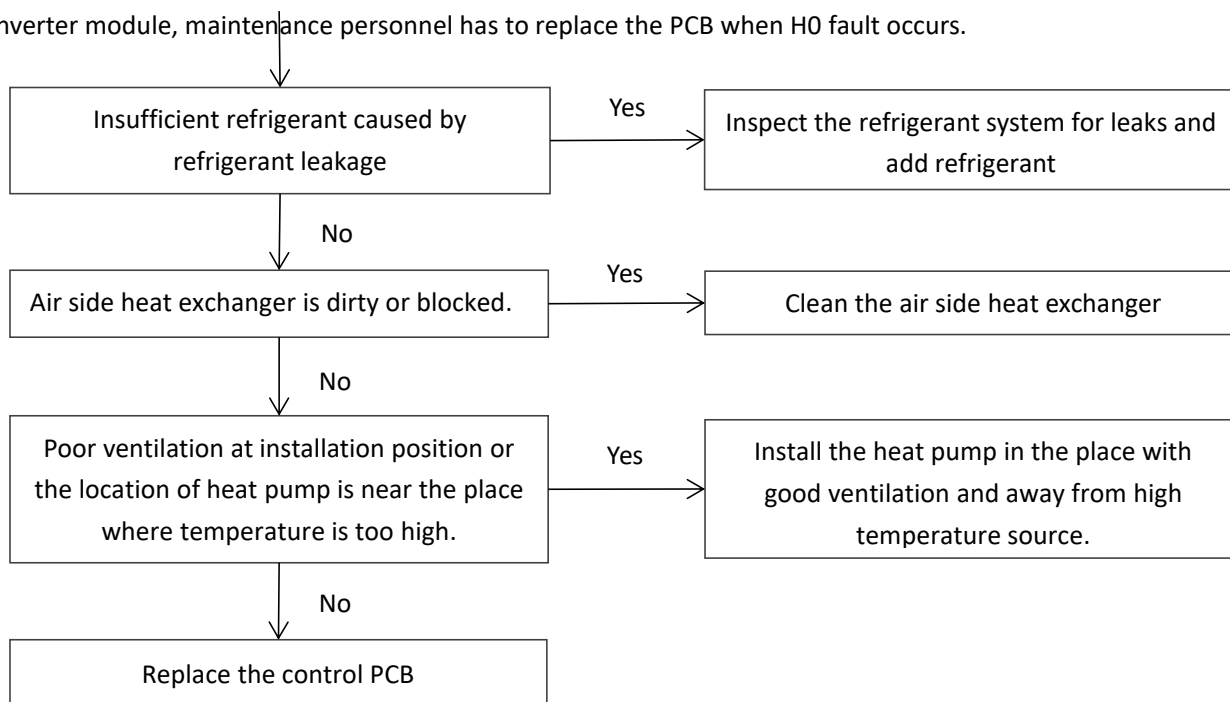 nverter module, maintenance personnel has to replace the PCB when H0 fault occurs.
Insufficient refrigerant caused by
refrigerant leakage
Yes
Inspect the refrigerant system for leaks and
add refrigerant
No
Air side heat exchanger is dirty or blocked.
Yes
Clean the air side heat exchanger
No
Poor ventilation at installation position or
the location of heat pump is near the place
where temperature is too high.
Yes
Install the heat pump in the place with
good ventilation and away from high
temperature source.
No
Replace the control PCB